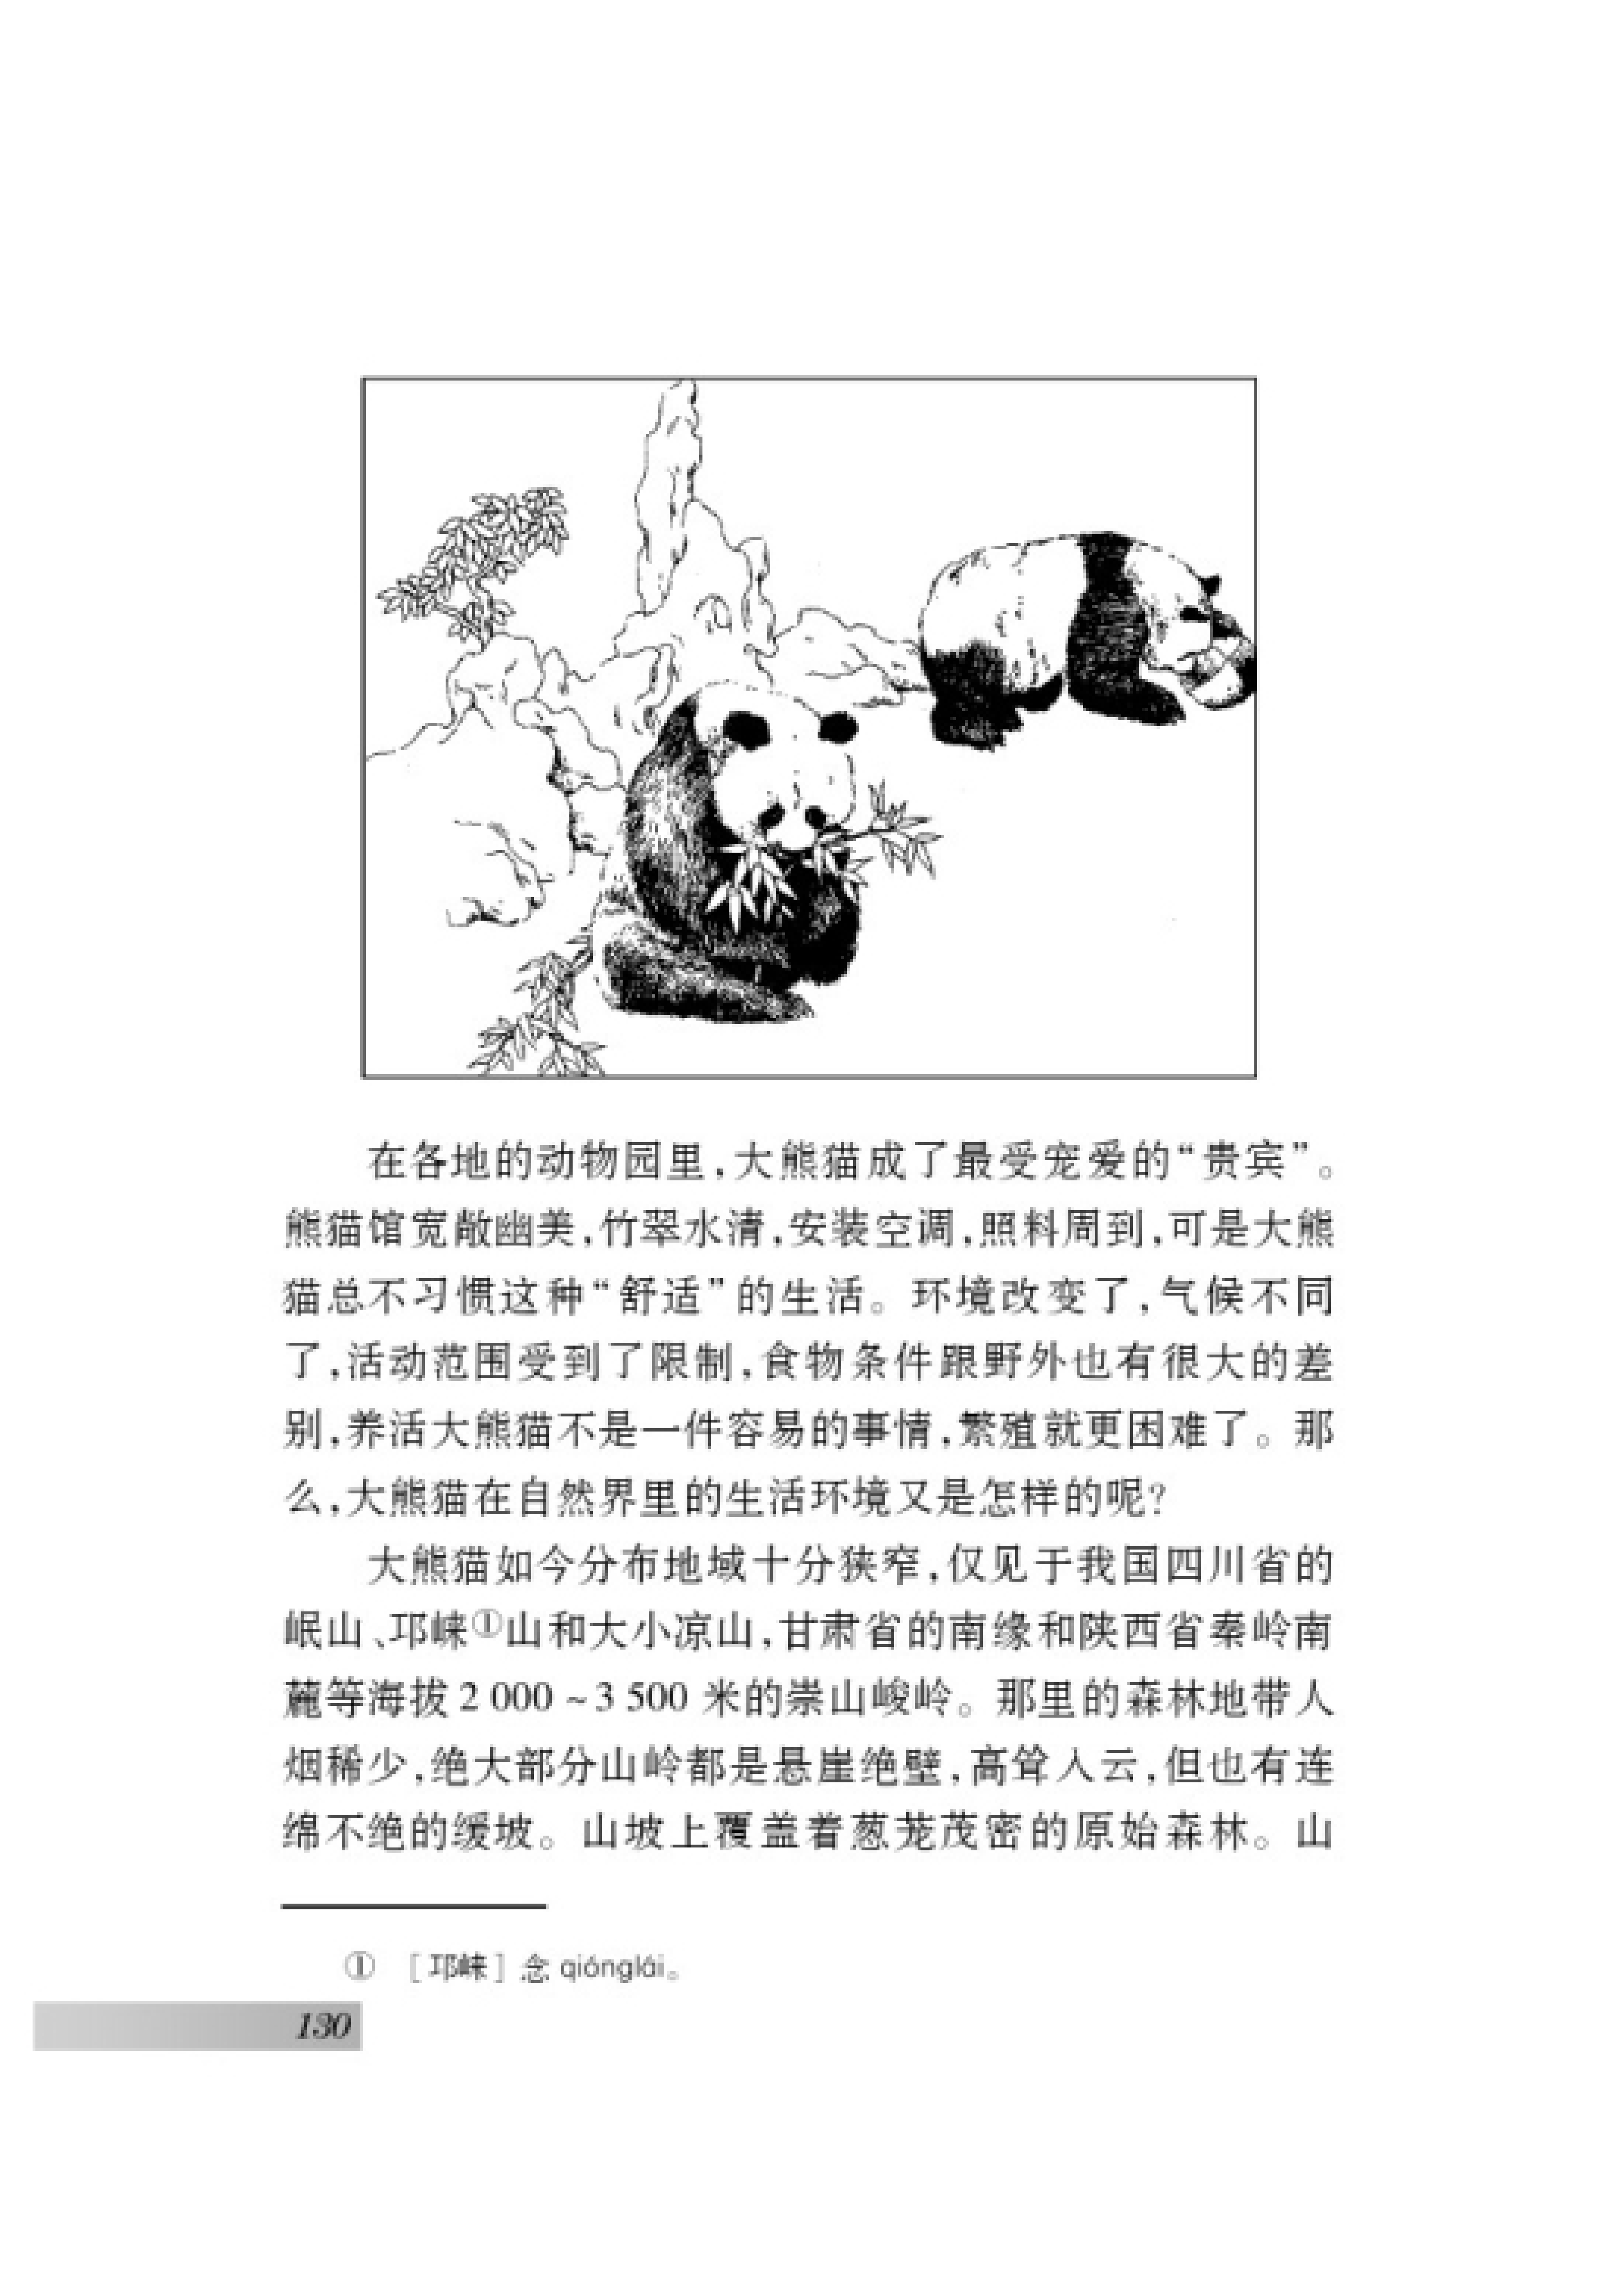 在各地的动物园里，大熊猫成了最受宠爱的“贵宾”。
熊猫馆宽敞幽美，竹翠水清，安装空调，照料周到，可是大熊
猫总不习惯这种“舒适”的生活。环境改变了，气候不同
了，活动范围受到了限制，食物条件跟野外也有很大的差
别，养活大熊猫不是一件容易的事情，繁殖就更困难了。那
么，大熊猫在自然界里的生活环境又是怎样的呢？
大熊猫如今分布地域十分狭窄，仅见于我国四川省的
岷山、邛崃①山和大小凉山，甘肃省的南缘和陕西省秦岭南
麓等海拔2 000～3 500 米的崇山峻岭。那里的森林地带人
烟稀少，绝大部分山岭都是悬崖绝壁，高耸入云，但也有连
绵不绝的缓坡。山坡上覆盖着葱茏茂密的原始森林。山
① ［邛崃］念 qiónglái。
130